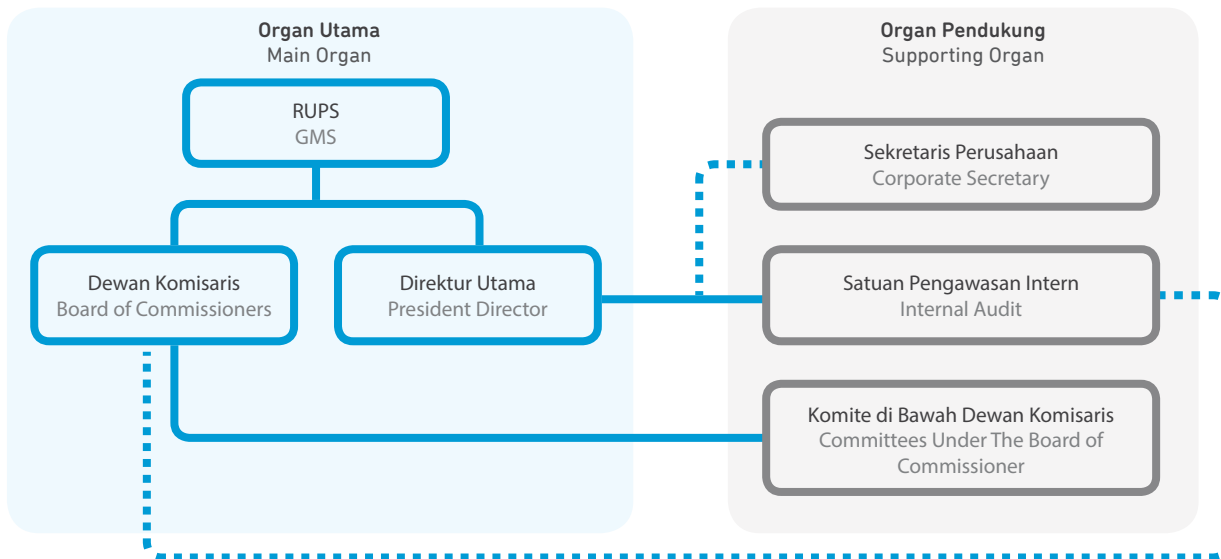 Organ Utama
Main Organ
RUPS
GMS
Dewan Komisaris
Board of Commissioners
Direktur Utama
President Director
Organ Pendukung
Supporting Organ
Sekretaris Perusahaan
Corporate Secretary
Satuan Pengawasan Intern
Internal Audit
Komite di Bawah Dewan Komisaris
Committees Under The Board of
Commissioner